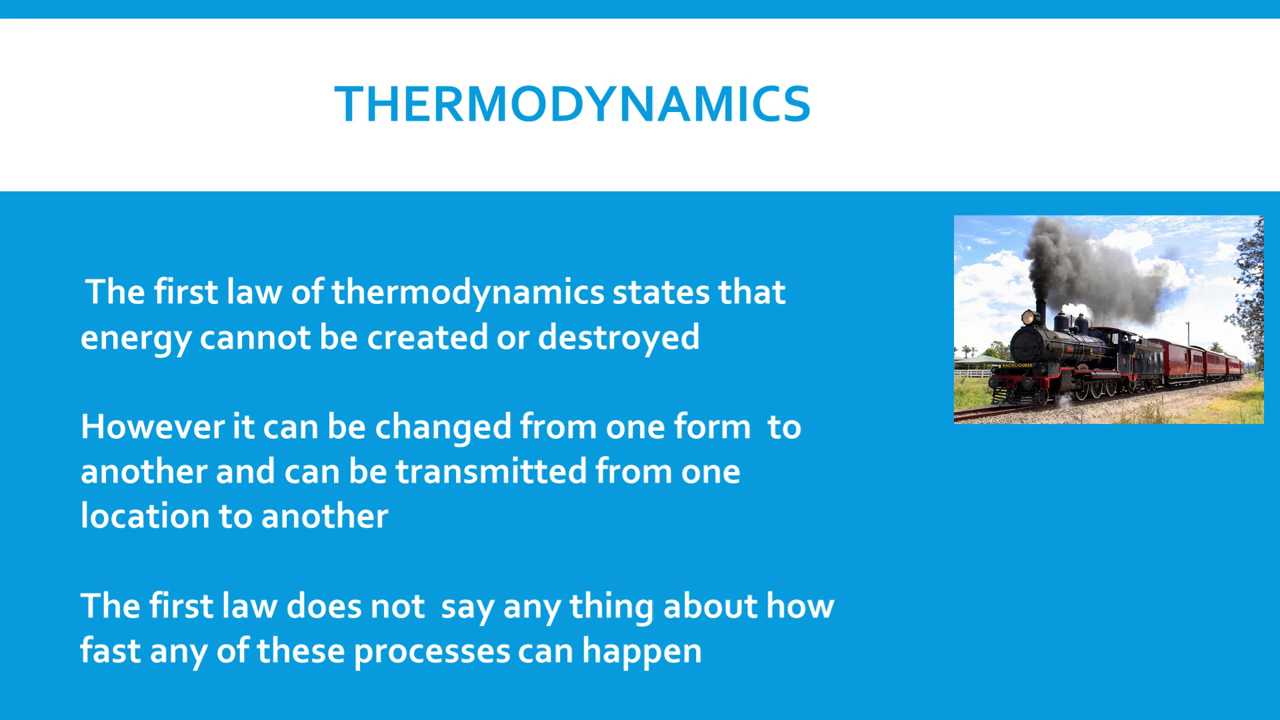 THERMODYNAMICS
The first law of thermodynamics states that
energy cannot be created or destroyed
However it can be changed from one form  to
another and can be transmitted from one
location to another
The first law does not  say any thing about how
fast any of these processes can happen